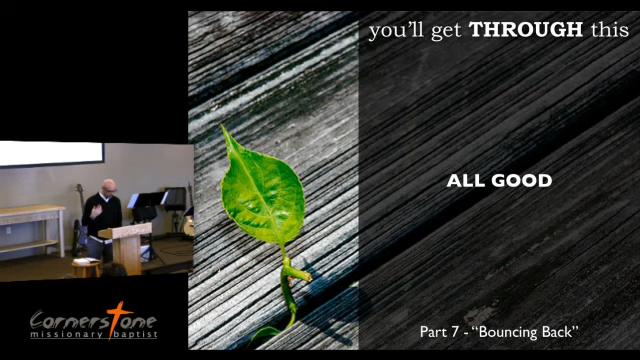 you'll get THROUGH this
ALL GOOD
Part 7 - “Bouncing Back”
Cornerstone
missionary baptist